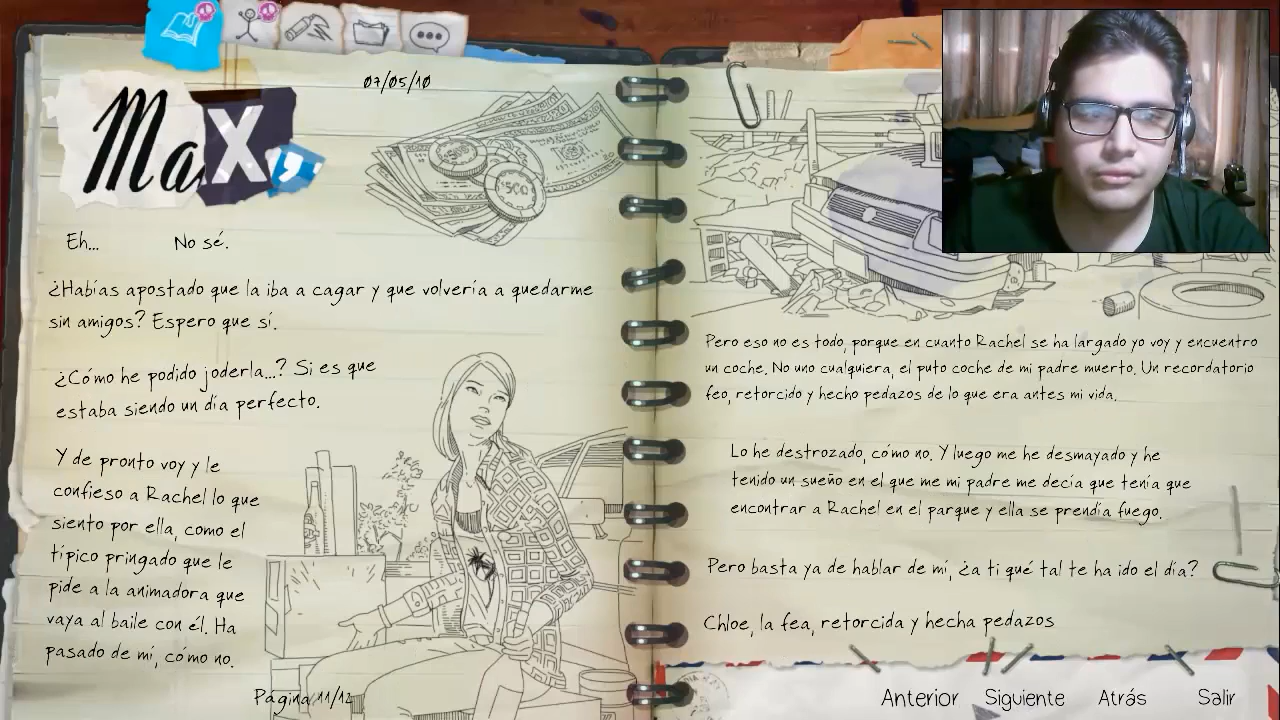 07/05/10
Max,
$500
Eh... No sé.
¿Habías apostado que la iba a cagar y que volvería a quedarme
sin amigos? Espero que sí.
¿Cómo he podido joderla...? Si es que
estaba siendo un día perfecto.
Y de pronto voy y le
confieso a Rachel lo que
siento por ella, como el
típico pringado que le
pide a la animadora que
vaya al baile con él. Ha
pasado de mí, cómo no.
Página 11/12
Pero eso no es todo, porque en cuanto Rachel se ha largado yo voy y encuentro
un coche. No uno cualquiera, el puto coche de mi padre muerto. Un recordatorio
feo, retorcido y hecho pedazos de lo que era antes mi vida.
Lo he destrozado, cómo no. Y luego me he desmayado y he
tenido un sueño en el que me mi padre me decía que tenía que
encontrar a Rachel en el parque y ella se prendía fuego.
Pero basta ya de hablar de mí, ¿a ti qué tal te ha ido el día?
Chloe, la fea, retorcida y hecha pedazos
Anterior Siguiente Atrás Salir